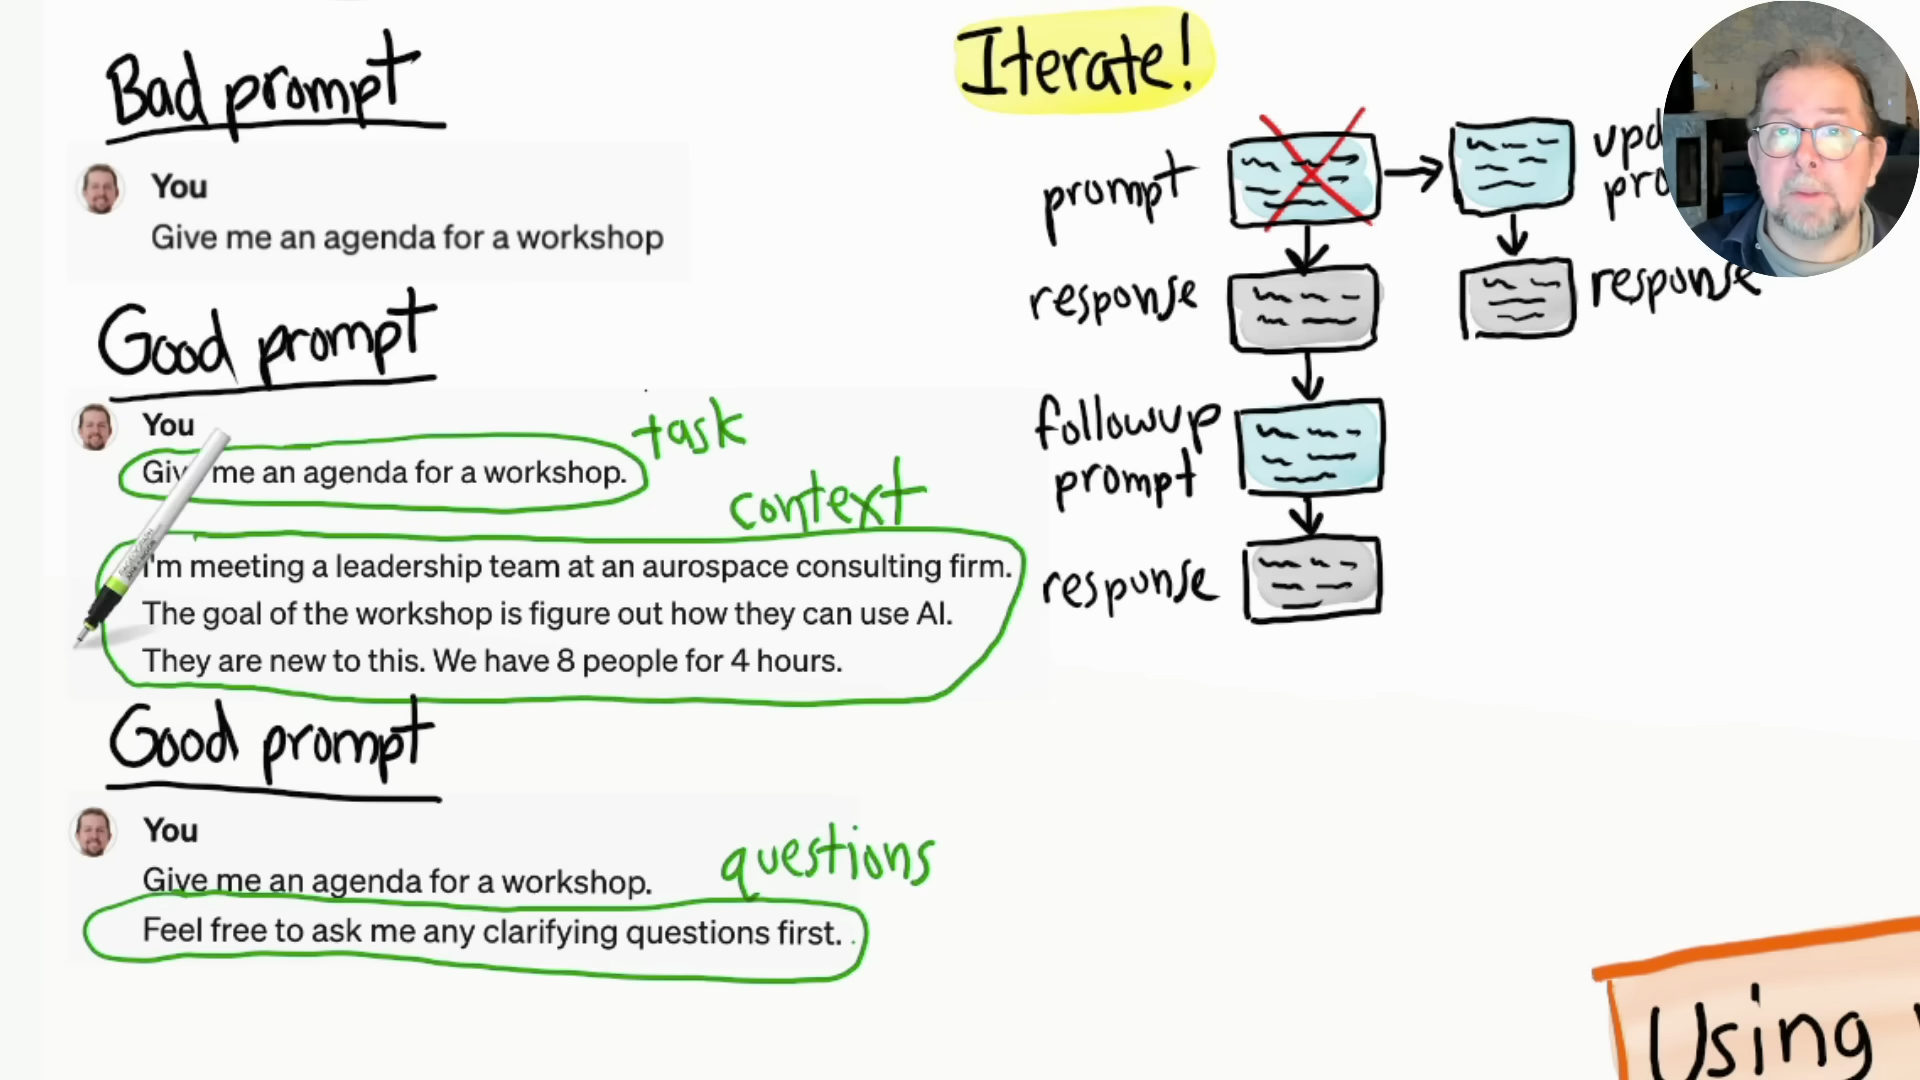 Bad prompt
You
Give me an agenda for a workshop
Good prompt
You
Give me an agenda for a workshop.
task
context
I'm meeting a leadership team at an aurospace consulting firm.
The goal of the workshop is figure out how they can use AI.
They are new to this. We have 8 people for 4 hours.
Good prompt
You
Give me an agenda for a workshop.
questions
Feel free to ask me any clarifying questions first.
Iterate!
prompt
response
followup
prompt
response
response
Using